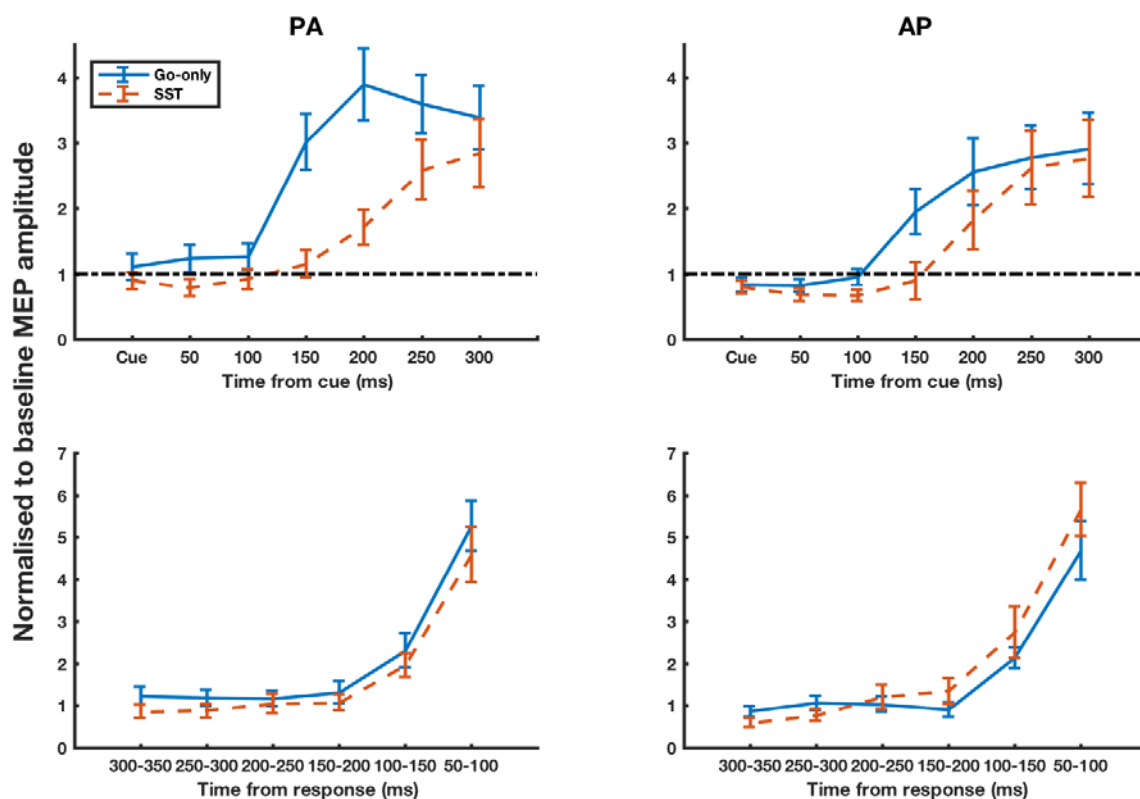 PA
AP
Go-only
SST
Normalised to baseline MEP amplitude
4
3
2
1
0
Cue 50 100 150 200 250 300
Time from cue (ms)
4
3
2
1
0
Cue 50 100 150 200 250 300
Time from cue (ms)
7
6
5
4
3
2
1
0
300-350 250-300 200-250 150-200 100-150 50-100
Time from response (ms)
7
6
5
4
3
2
1
0
300-350 250-300 200-250 150-200 100-150 50-100
Time from response (ms)